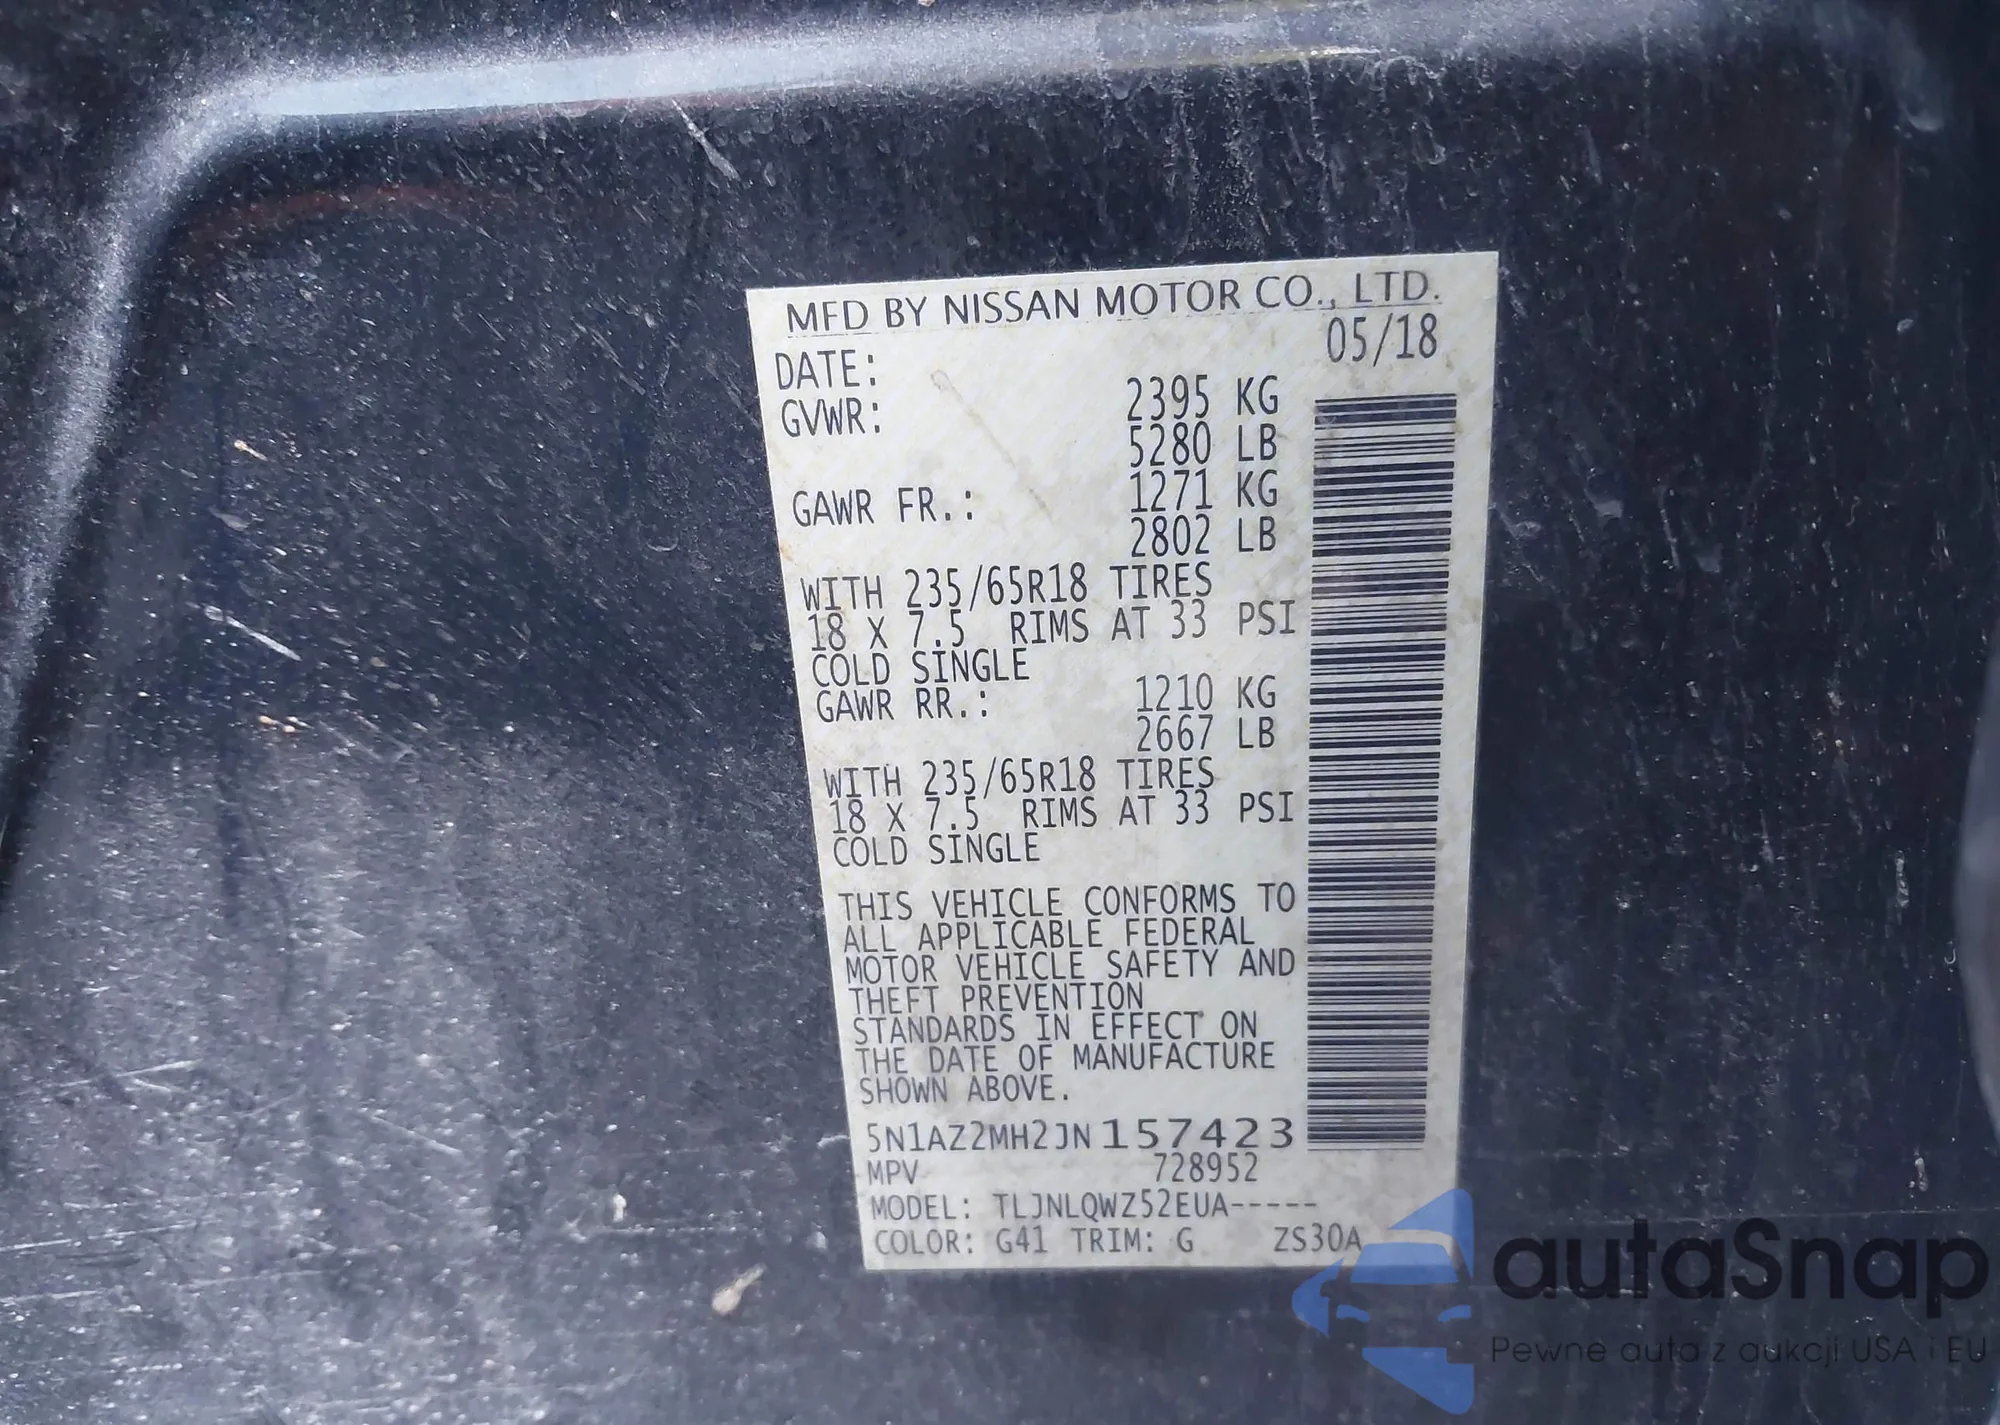 MFD BY NISSAN MOTOR CO., LTD.
DATE: 05/18
GVWR: 2395 KG
5280 LB
GAWR FR.: 1271 KG
2802 LB
WITH 235/65R18 TIRES
18 X 7.5 RIMS AT 33 PSI
COLD SINGLE
GAWR RR.: 1210 KG
2667 LB
WITH 235/65R18 TIRES
18 X 7.5 RIMS AT 33 PSI
COLD SINGLE
THIS VEHICLE CONFORMS TO
ALL APPLICABLE FEDERAL
MOTOR VEHICLE SAFETY AND
THEFT PREVENTION
STANDARDS IN EFFECT ON
THE DATE OF MANUFACTURE
SHOWN ABOVE.
5N1AZ2MH2JN157423
MPV 728952
MODEL: TLJNLQWZ52EUA-----
COLOR: G41 TRIM: G ZS30A
autaSnap
Pewne auta z aukcji USA i EU